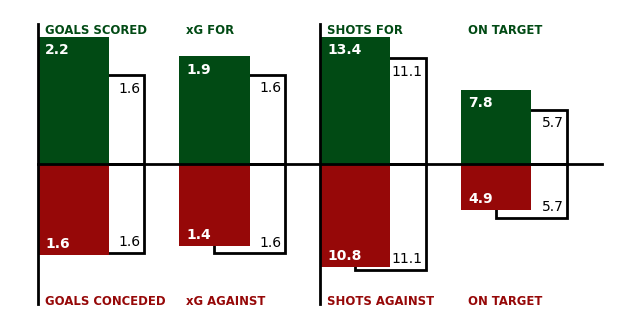 GOALS SCORED xG FOR SHOTS FOR ON TARGET
2.2 1.9 13.4 7.8
1.6 1.6 11.1 5.7
1.6 1.4 10.8 4.9
1.6 1.6 11.1 5.7
GOALS CONCEDED xG AGAINST SHOTS AGAINST ON TARGET